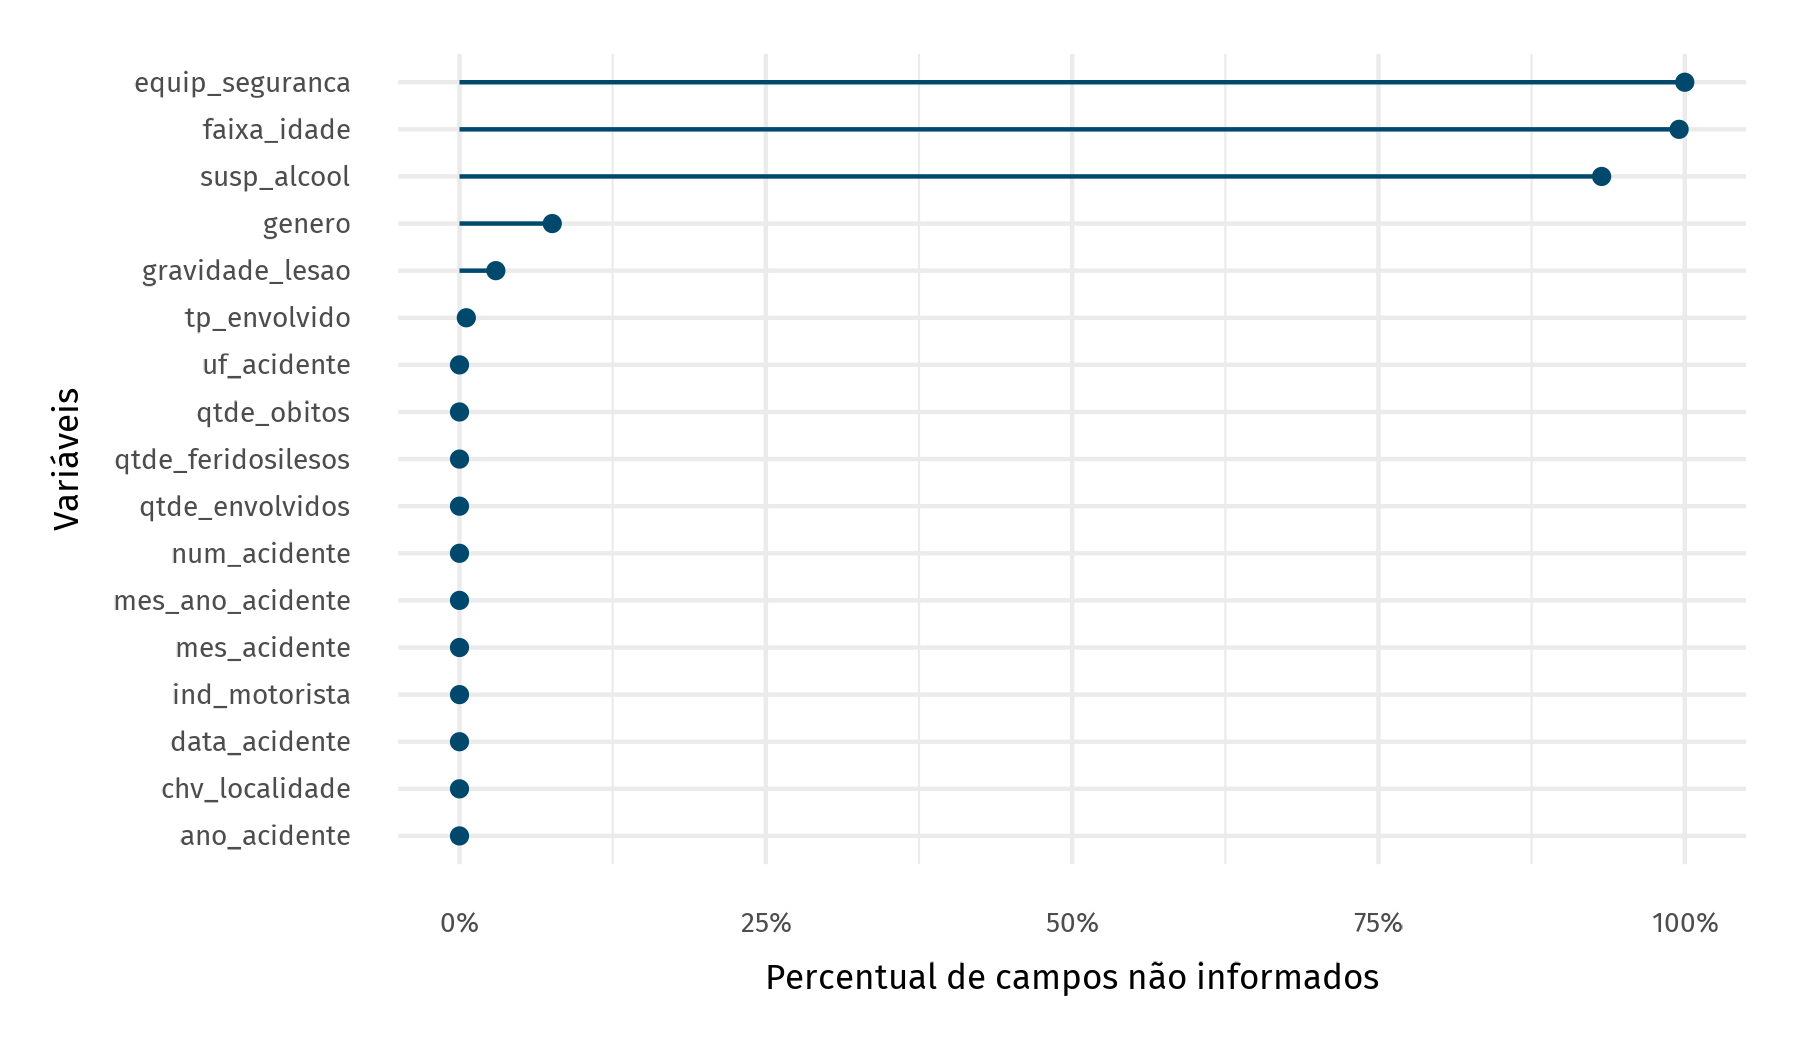 equip_seguranca
faixa_idade
susp_alcool
genero
gravidade_lesao
tp_envolvido
uf_acidente
qtde_obitos
qtde_feridosilesos
qtde_envolvidos
num_acidente
mes_ano_acidente
mes_acidente
ind_motorista
data_acidente
chv_localidade
ano_acidente
Variáveis
0% 25% 50% 75% 100%
Percentual de campos não informados